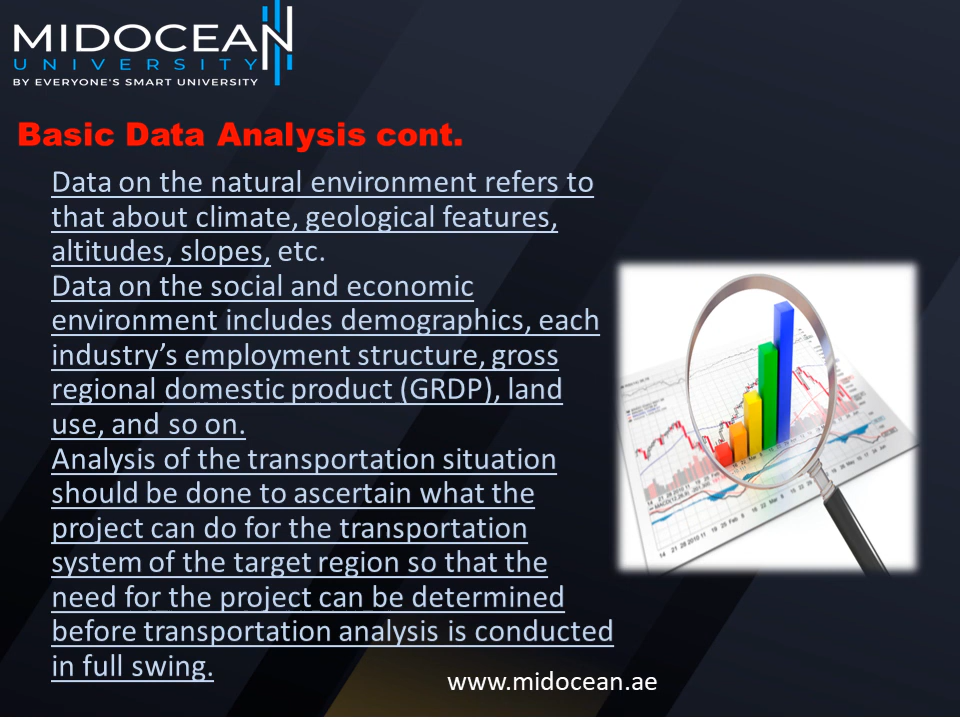 MIDOCEAN
UNIVERSITY
BY EVERYONE'S SMART UNIVERSITY
Basic Data Analysis cont.
Data on the natural environment refers to
that about climate, geological features,
altitudes, slopes, etc.
Data on the social and economic
environment includes demographics, each
industry’s employment structure, gross
regional domestic product (GRDP), land
use, and so on.
Analysis of the transportation situation
should be done to ascertain what the
project can do for the transportation
system of the target region so that the
need for the project can be determined
before transportation analysis is conducted
in full swing.
www.midocean.ae